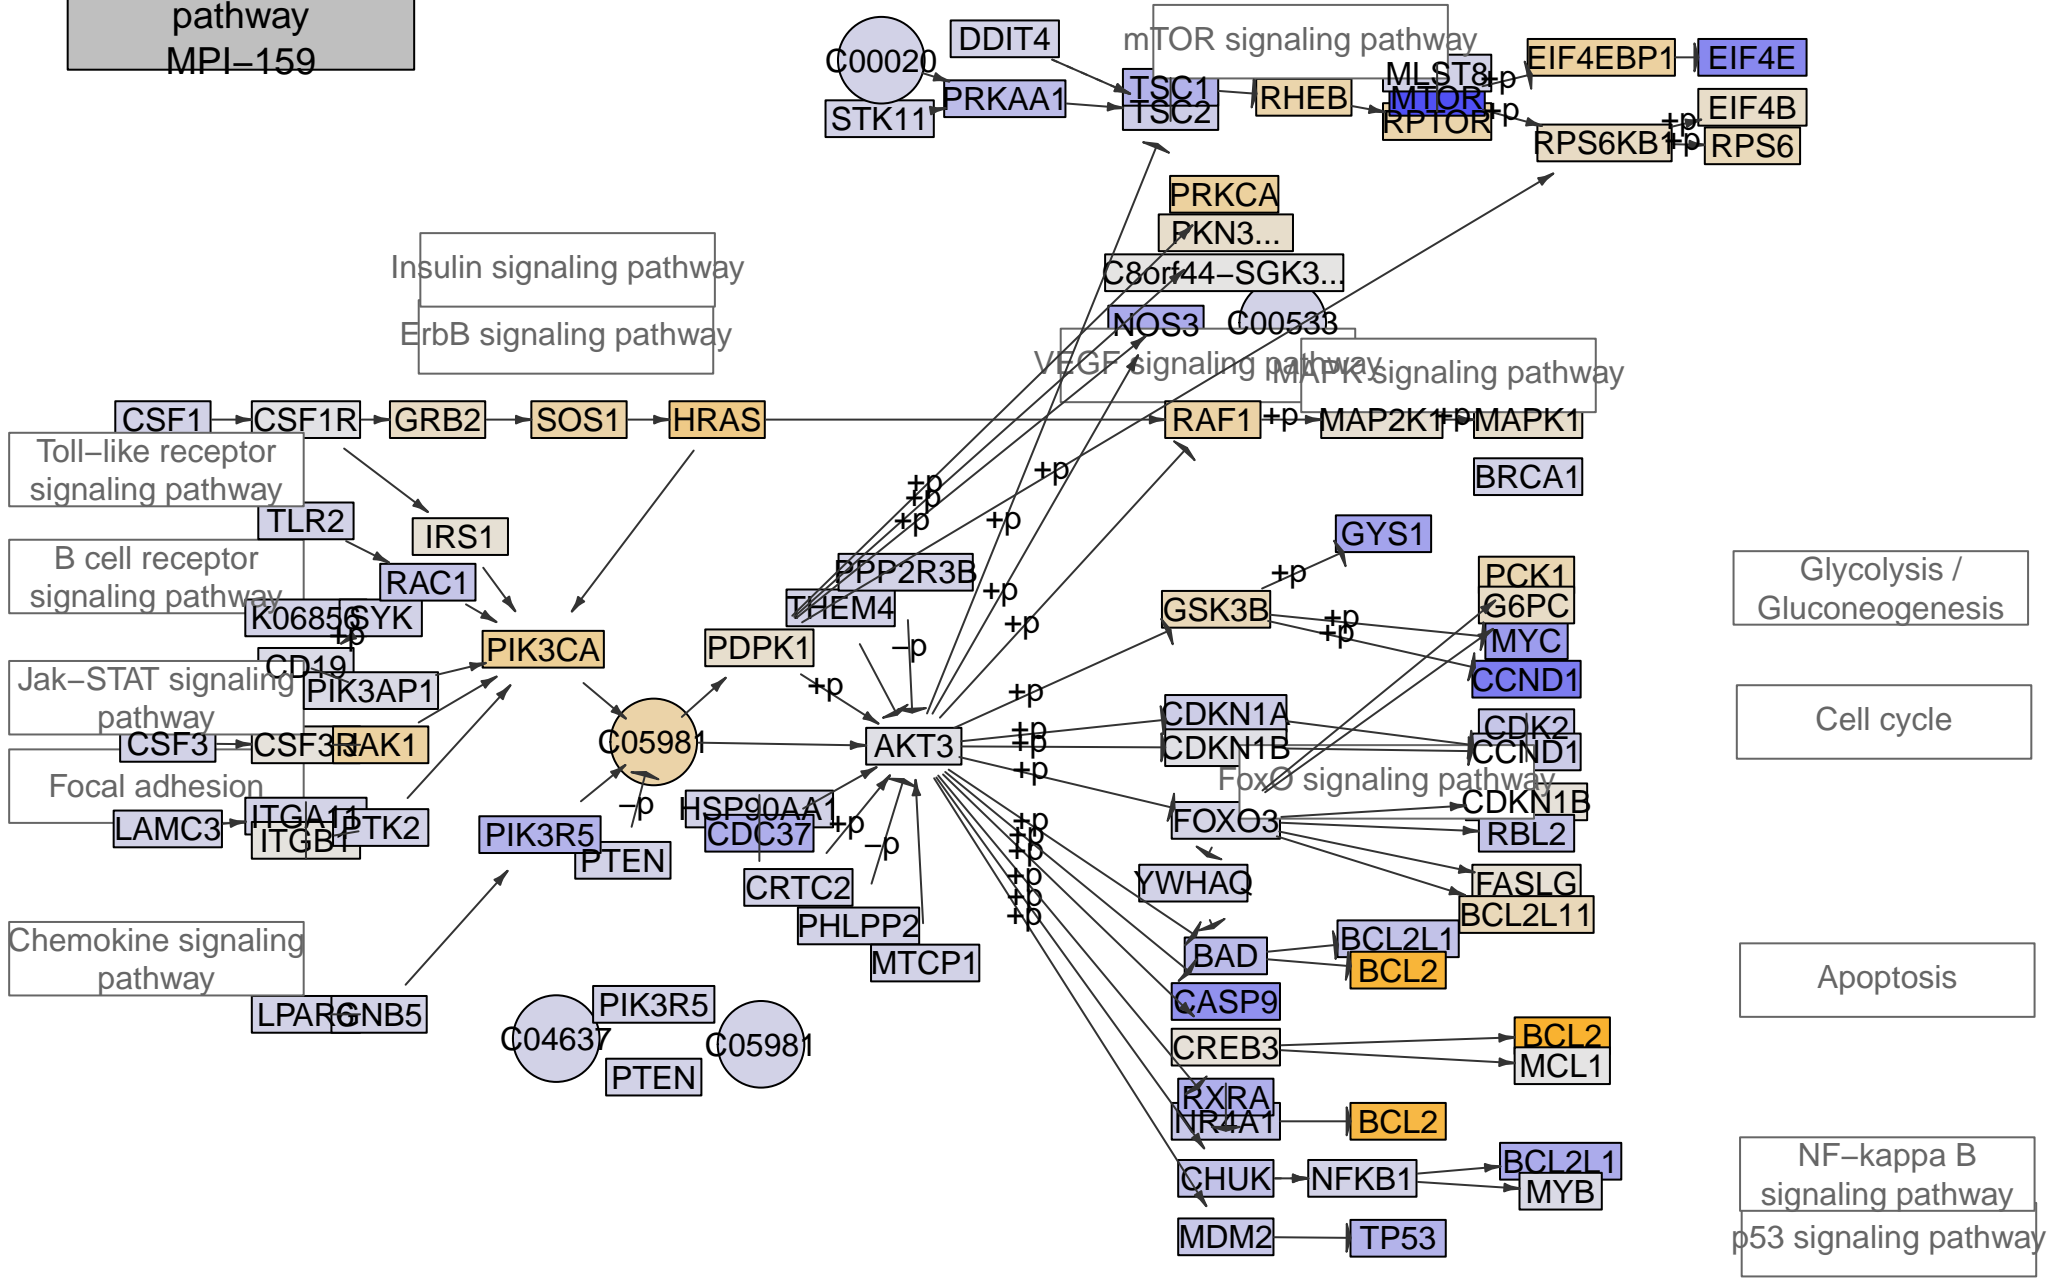 pathway
MPI−159
C00020
DDIT4
STK11
PRKAA1
TSC1
TSC2
mTOR signaling pathway
RHEB
MLST8
MTOR
RPTOR
+p
+p
EIF4EBP1
EIF4E
EIF4B
RPS6KB1
+p
+p
RPS6
PRKCA
PKN3...
C8orf44−SGK3...
NOS3
C00533
VEGF signaling pathway
MAPK signaling pathway
Insulin signaling pathway
ErbB signaling pathway
CSF1
CSF1R
GRB2
SOS1
HRAS
RAF1
+p
MAP2K1
+p
MAPK1
BRCA1
Toll−like receptor
signaling pathway
TLR2
IRS1
B cell receptor
signaling pathway
RAC1
K06856
SYK
+p
CD19
PIK3AP1
PIK3CA
Jak−STAT signaling
pathway
CSF3
CSF3R
JAK1
Focal adhesion
LAMC3
ITGA11
ITGB1
PTK2
Chemokine signaling
pathway
LPAR6
GNB5
C05981
PDPK1
+p
THEM4
PPP2R3B
−p
AKT3
+p
+p
+p
+p
+p
+p
+p
PIK3R5
PTEN
−p
HSP90AA1
CDC37
CRTC2
+p
−p
PHLPP2
MTCP1
C04637
PIK3R5
PTEN
C05981
GYS1
+p
GSK3B
+p
+p
PCK1
G6PC
MYC
CCND1
+p
+p
+p
+p
CDKN1A
CDKN1B
CDK2
CCND1
FoxO signaling pathway
FOXO3
CDKN1B
RBL2
FASLG
BCL2L11
YWHAQ
+p
+p
+p
+p
+p
+p
BAD
BCL2L1
BCL2
CASP9
CREB3
BCL2
MCL1
RXRA
NR4A1
BCL2
CHUK
NFKB1
BCL2L1
MYB
MDM2
TP53
Glycolysis /
Gluconeogenesis
Cell cycle
Apoptosis
NF−kappa B
signaling pathway
p53 signaling pathway